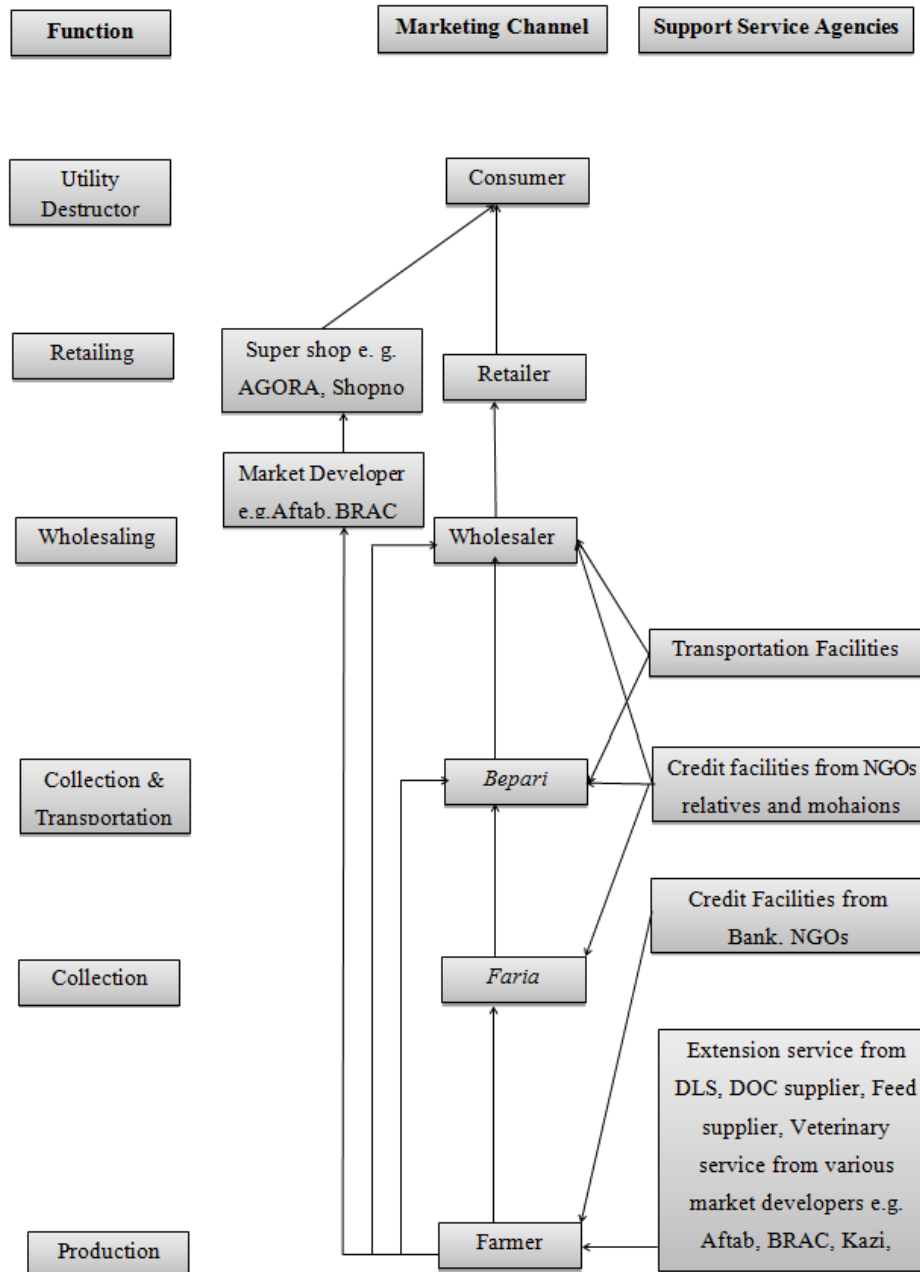 Function
Marketing Channel
Support Service Agencies
Utility
Destructor
Consumer
Retailing
Super shop e. g.
AGORA, Shopno
Retailer
Market Developer
e.g.Aftab, BRAC
Wholesaling
Wholesaler
Transportation Facilities
Collection &
Transportation
Bepari
Credit facilities from NGOs
relatives and mohajons
Credit Facilities from
Bank, NGOs
Collection
Faria
Extension service from
DLS, DOC supplier, Feed
supplier, Veterinary
service from various
market developers e.g.
Aftab, BRAC, Kazi,
Production
Farmer